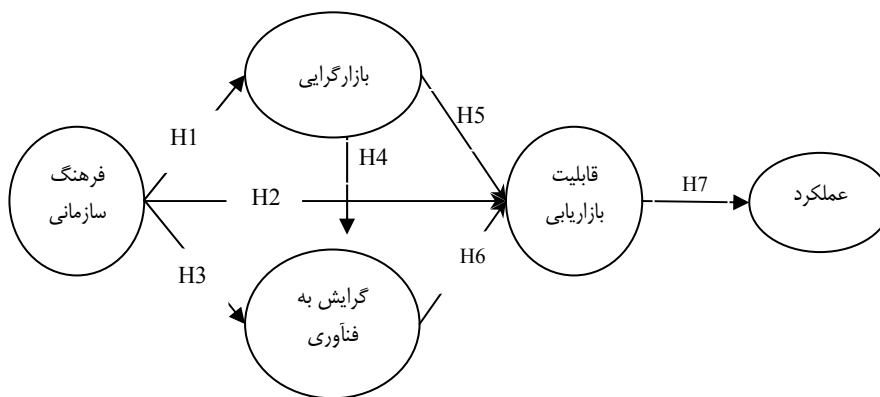 بازارگرایی
H1
H5
H4
فرهنگ
سازمانی
H2
قابلیت
بازاریابی
H7
عملکرد
H3
H6
گرایش به
فنآوری